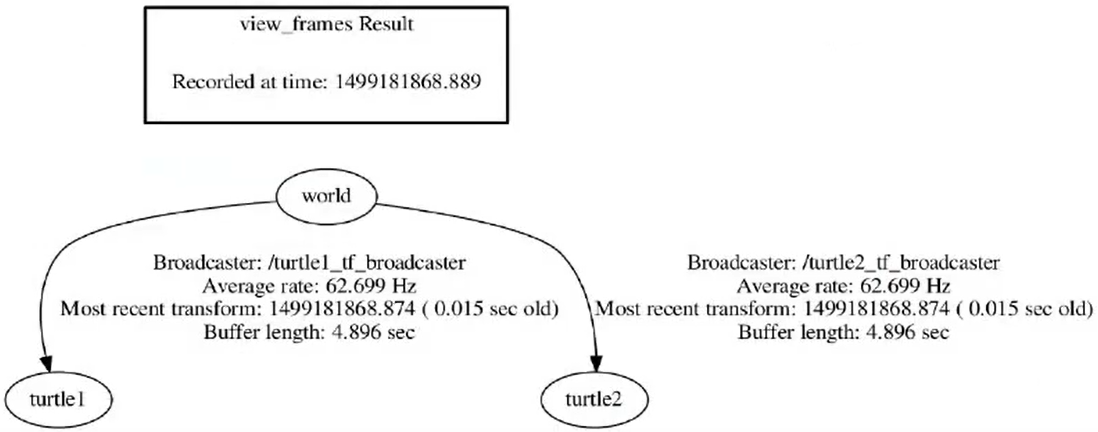 view_frames Result
Recorded at time: 1499181868.889
world
Broadcaster: /turtle1_tf_broadcaster
Average rate: 62.699 Hz
Most recent transform: 1499181868.874 ( 0.015 sec old)
Buffer length: 4.896 sec
Broadcaster: /turtle2_tf_broadcaster
Average rate: 62.699 Hz
Most recent transform: 1499181868.874 ( 0.015 sec old)
Buffer length: 4.896 sec
turtle1
turtle2